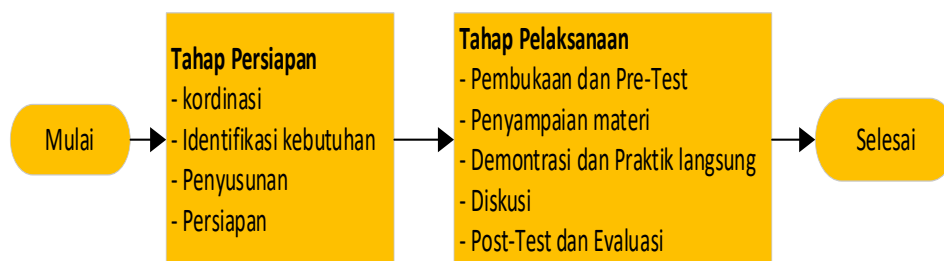 Mulai
Tahap Persiapan
- kordinasi
- Identifikasi kebutuhan
- Penyusunan
- Persiapan
Tahap Pelaksanaan
- Pembukaan dan Pre-Test
- Penyampaian materi
- Demontrasi dan Praktik langsung
- Diskusi
- Post-Test dan Evaluasi
Selesai